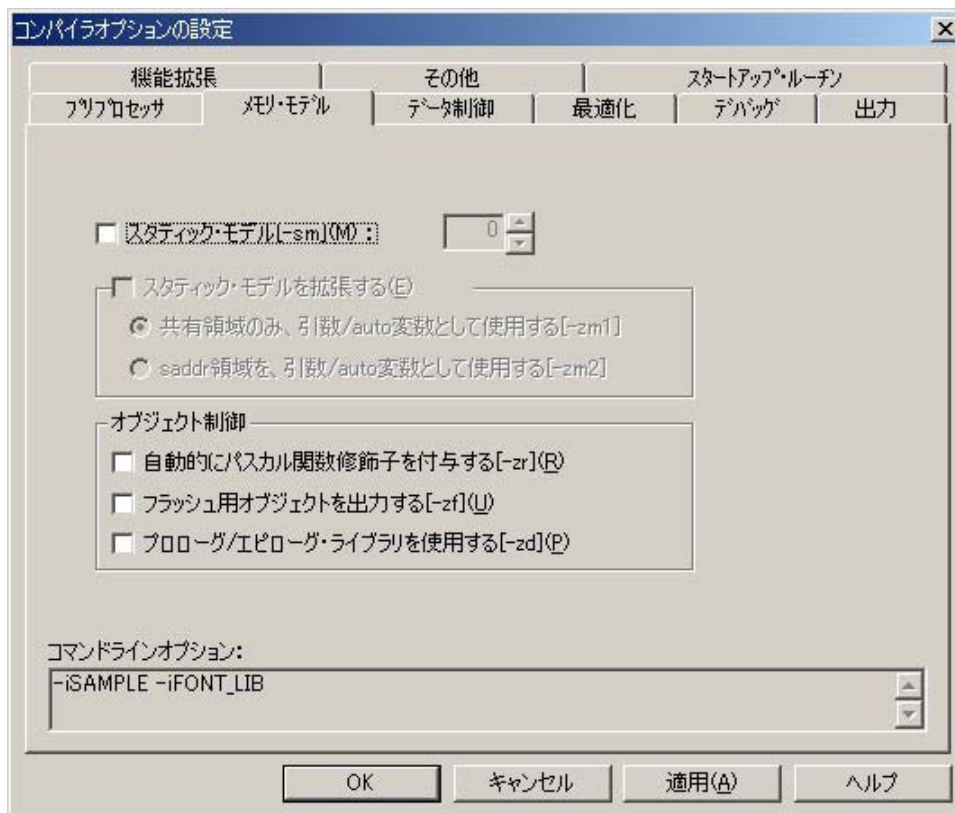 コンパイラオプションの設定
機能拡張 その他 スタートアップ・ルーチン
プリプロセッサ メモリ・モデル データ制御 最適化 デバッグ 出力
スタティック・モデル[-sm](M): 0
スタティック・モデルを拡張する(E)
共有領域のみ、引数/auto変数として使用する[-zm1]
saddr領域を、引数/auto変数として使用する[-zm2]
オブジェクト制御
自動的にパスカル関数修飾子を付与する[-zr](R)
フラッシュ用オブジェクトを出力する[-zf](U)
プロローグ/エピローグ・ライブラリを使用する[-zd](P)
コマンドラインオプション:
-iSAMPLE -iFONT_LIB
OK キャンセル 適用(A) ヘルプ